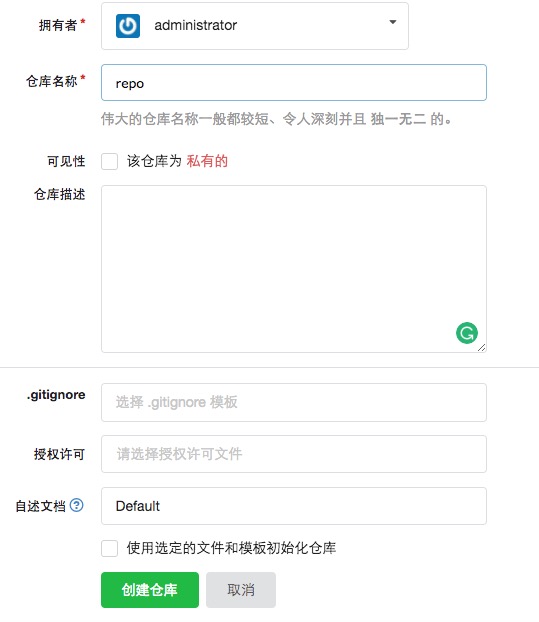 拥有者* administrator
仓库名称* repo
伟大的仓库名称一般都较短、令人深刻并且 独一无二 的。
可见性 该仓库为 私有的
仓库描述
.gitignore 选择 .gitignore 模板
授权许可 请选择授权许可文件
自述文档 Default
使用选定的文件和模板初始化仓库
创建仓库 取消